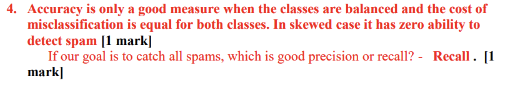 4. Accuracy is only a good measure when the classes are balanced and the cost of
misclassification is equal for both classes. In skewed case it has zero ability to
detect spam [1 mark]
If our goal is to catch all spams, which is good precision or recall? - Recall . [1
mark]